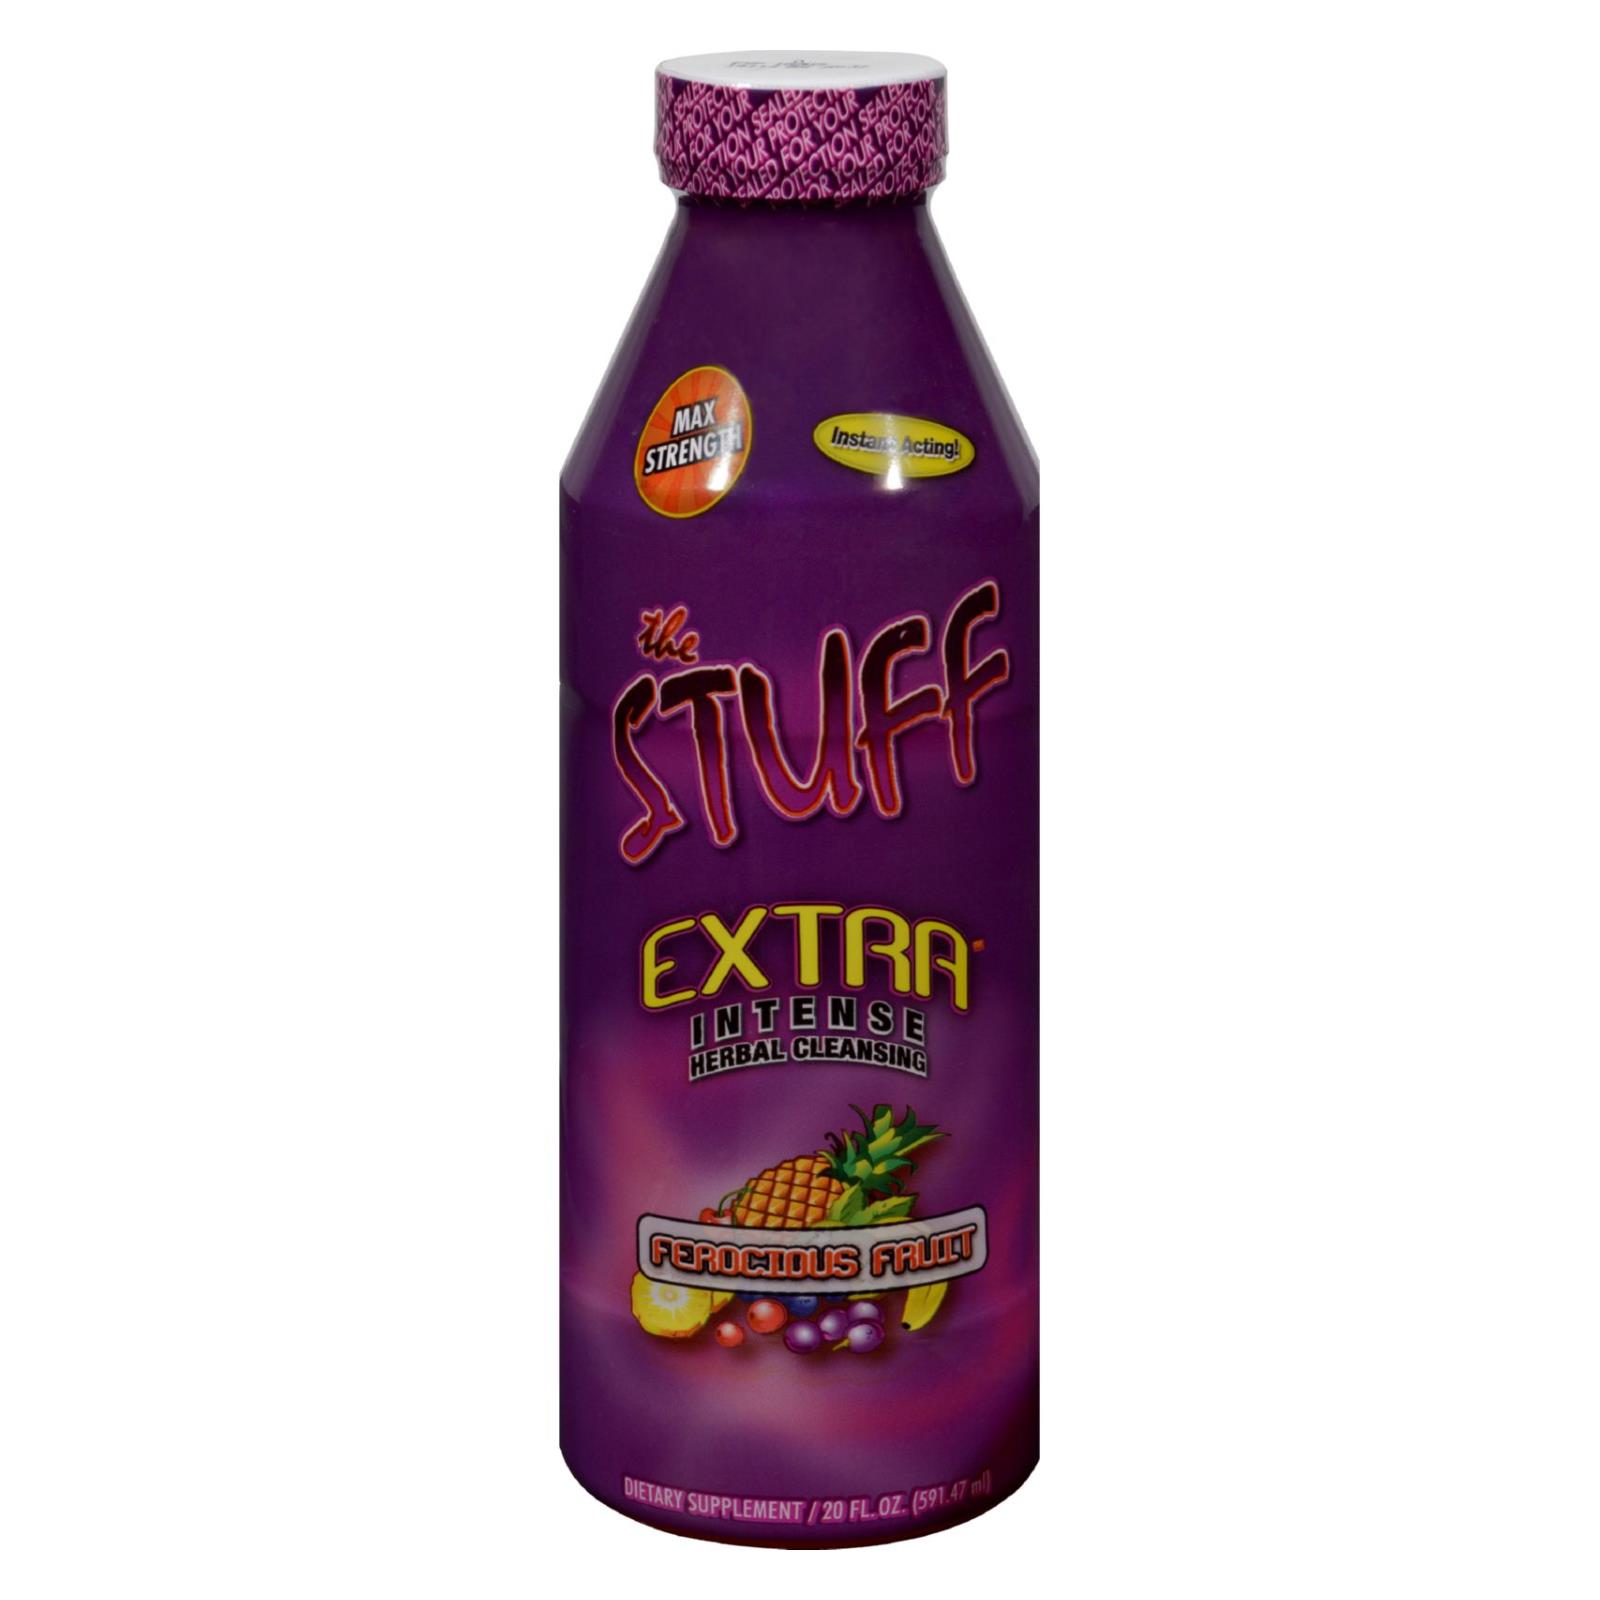 SEALED FOR YOUR PROTECTION
MAX
STRENGTH
Instant Acting!
the
STUFF
EXTRA
INTENSE
HERBAL CLEANSING
FEROCIOUS FRUIT
DIETARY SUPPLEMENT / 20 FL. OZ. (591.47 ml)